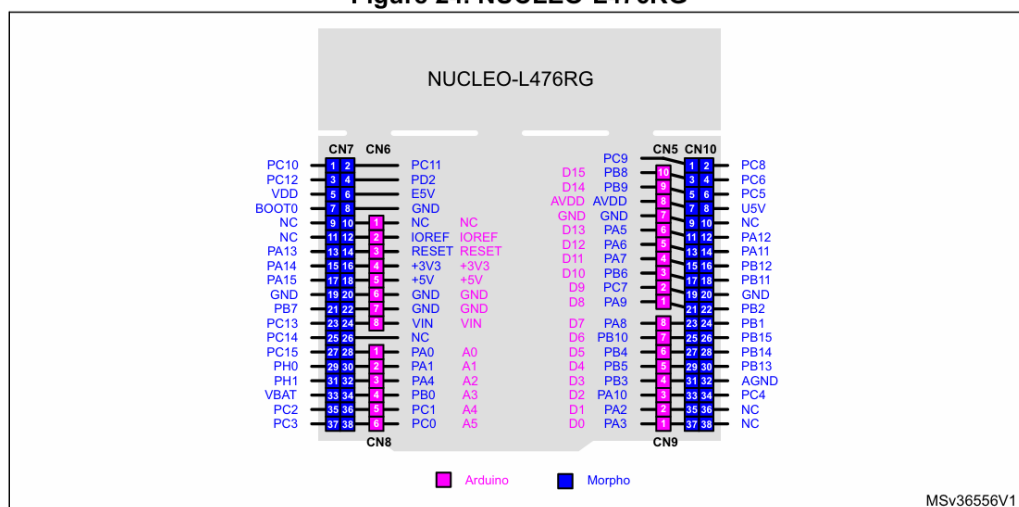 Figure 24. NUCLEO-L476RG
NUCLEO-L476RG
CN7 CN6 CN5 CN10
PC10 1 2 PC11 PC9 1 2 PC8
PC12 3 4 PD2 D15 PB8 10 3 4 PC6
VDD 5 6 E5V D14 PB9 9 5 6 PC5
BOOT0 7 8 GND AVDD AVDD 8 7 8 U5V
NC 9 10 1 NC NC GND GND 7 9 10 NC
NC 11 12 2 IOREF IOREF D13 PA5 6 11 12 PA12
PA13 13 14 3 RESET RESET D12 PA6 5 13 14 PA11
PA14 15 16 4 +3V3 +3V3 D11 PA7 4 15 16 PB12
PA15 17 18 5 +5V +5V D10 PB6 3 17 18 PB11
GND 19 20 6 GND GND D9 PC7 2 19 20 GND
PB7 21 22 7 GND GND D8 PA9 1 21 22 PB2
PC13 23 24 8 VIN VIN D7 PA8 8 23 24 PB1
PC14 25 26 NC D6 PB10 7 25 26 PB15
PC15 27 28 1 PA0 A0 D5 PB4 6 27 28 PB14
PH0 29 30 2 PA1 A1 D4 PB5 5 29 30 PB13
PH1 31 32 3 PA4 A2 D3 PB3 4 31 32 AGND
VBAT 33 34 4 PB0 A3 D2 PA10 3 33 34 PC4
PC2 35 36 5 PC1 A4 D1 PA2 2 35 36 NC
PC3 37 38 6 PC0 A5 D0 PA3 1 37 38 NC
CN8 CN9
Arduino Morpho
MSv36556V1